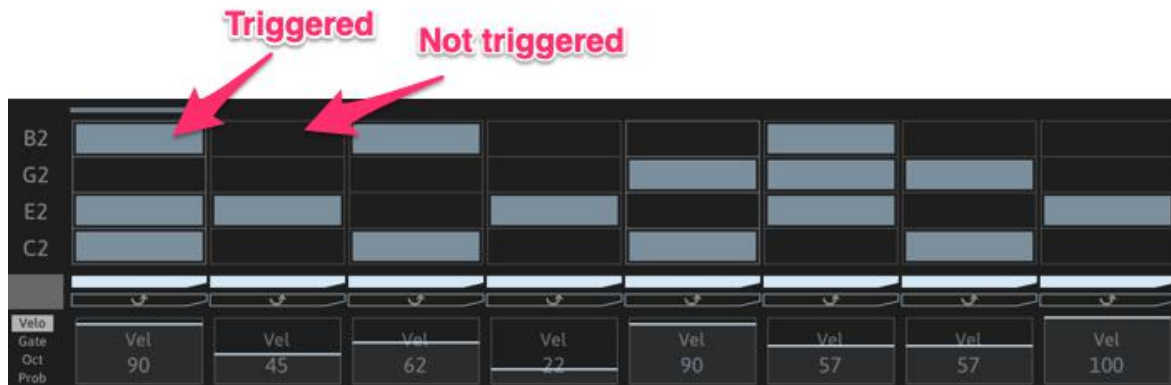 Triggered
Not triggered
B2
G2
E2
C2
Velo
Gate
Oct
Prob
Vel Vel Vel Vel Vel Vel Vel Vel
90 45 62 22 90 57 57 100